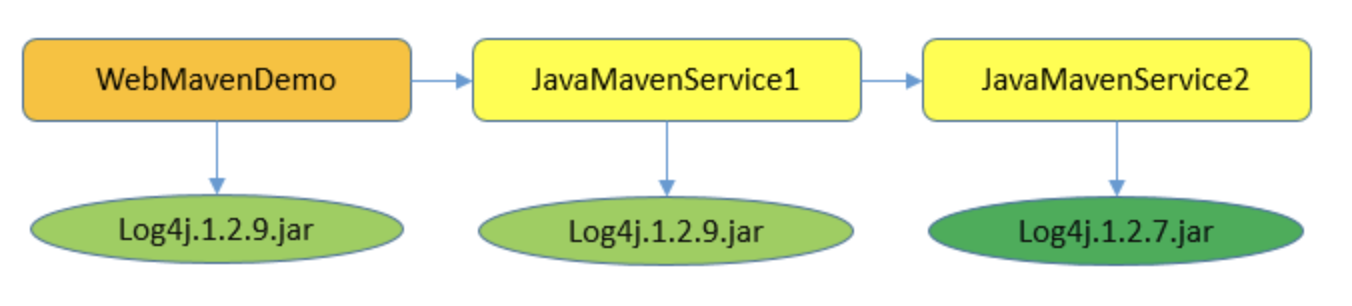 WebMavenDemo
JavaMavenService1
JavaMavenService2
Log4j.1.2.9.jar
Log4j.1.2.9.jar
Log4j.1.2.7.jar